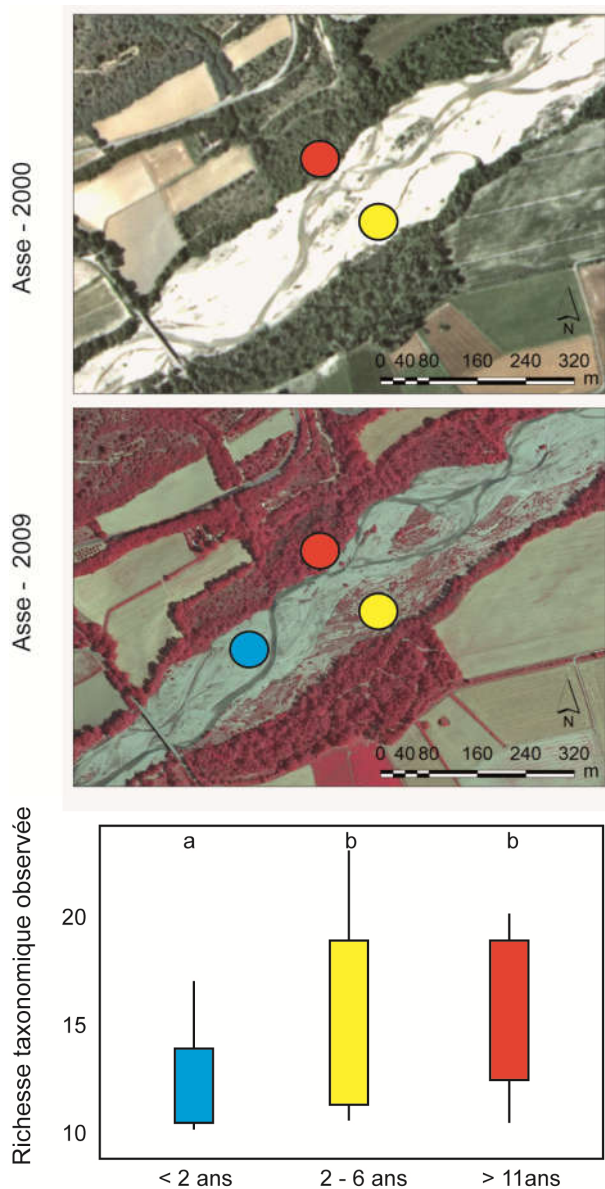 Asse - 2000
N
0 40 80 160 240 320
m
Asse - 2009
N
0 40 80 160 240 320
m
Richesse taxonomique observée
a b b
20
15
10
< 2 ans 2 - 6 ans > 11ans